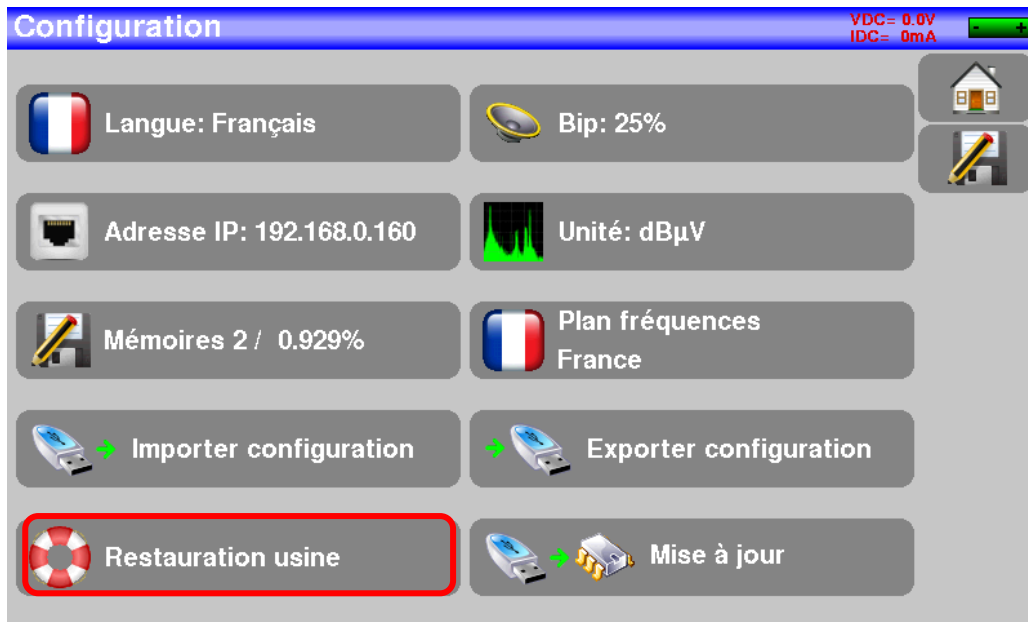 Configuration
VDC= 0.0V
IDC= 0mA
- +
Langue: Français
Bip: 25%
Adresse IP: 192.168.0.160
Unité: dBµV
Mémoires 2 / 0.929%
Plan fréquences
France
Importer configuration
Exporter configuration
Restauration usine
Mise à jour